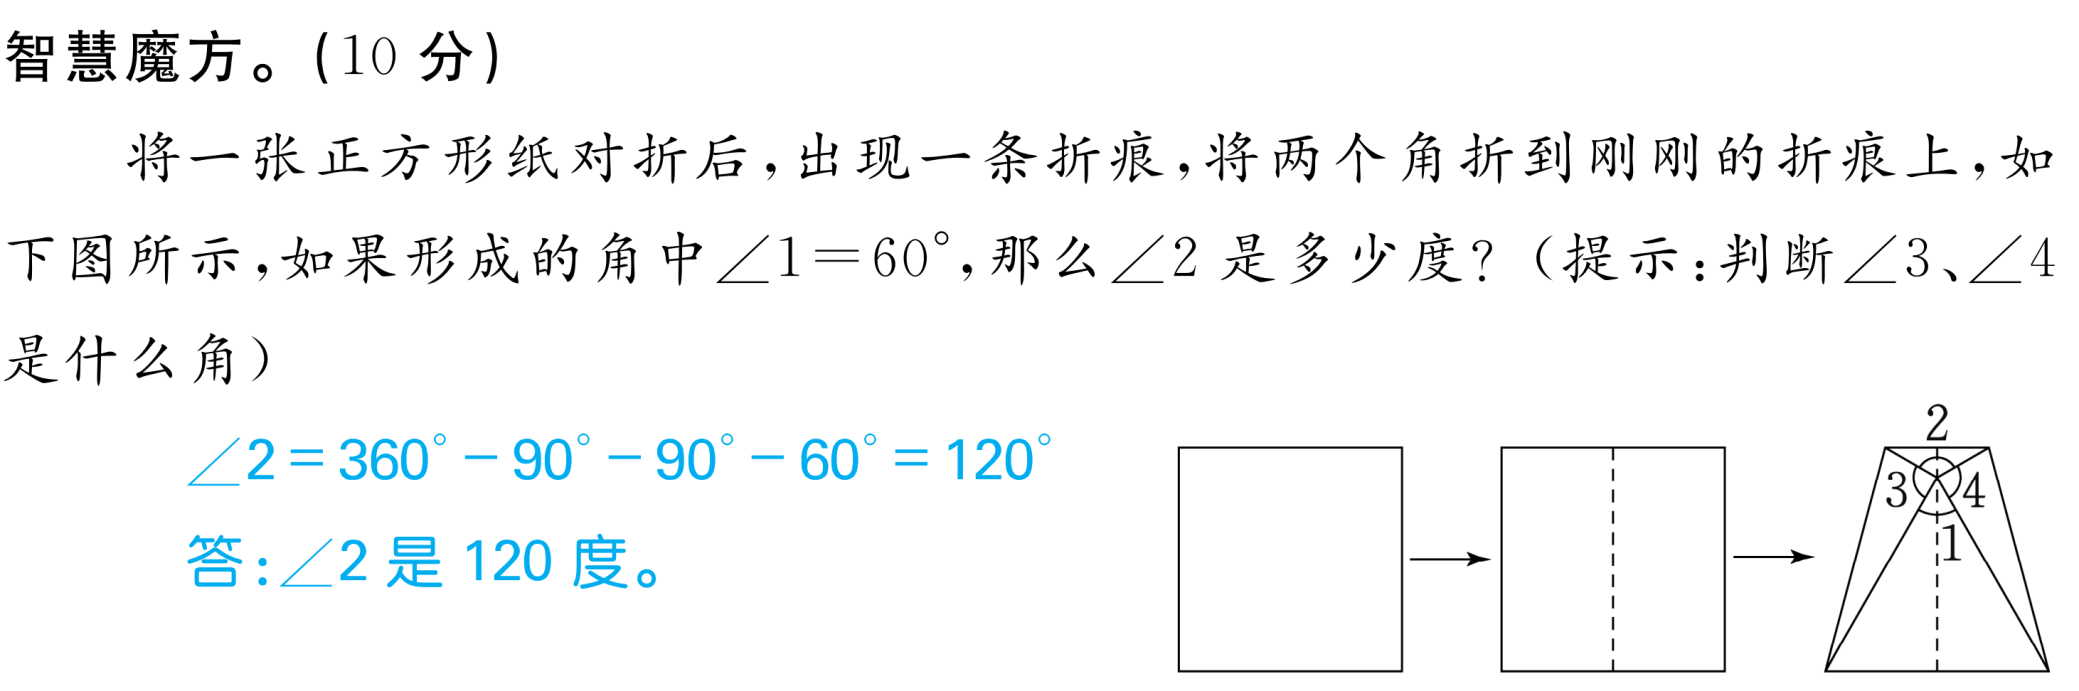 智慧魔方。(10 分)
将一张正方形纸对折后,出现一条折痕,将两个角折到刚刚的折痕上,如
下图所示,如果形成的角中∠1=60°,那么∠2 是多少度?(提示:判断∠3、∠4
是什么角)
∠2=360°-90°-90°-60°=120°
答:∠2 是 120 度。
2
3 4
1